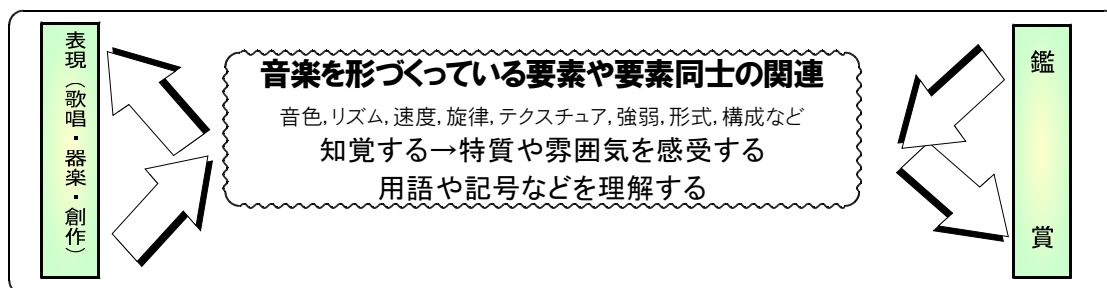 表現（歌唱・器楽・創作）
音楽を形づくっている要素や要素同士の関連
音色,リズム,速度,旋律,テクスチュア,強弱,形式,構成など
知覚する→特質や雰囲気を感受する
用語や記号などを理解する
鑑賞